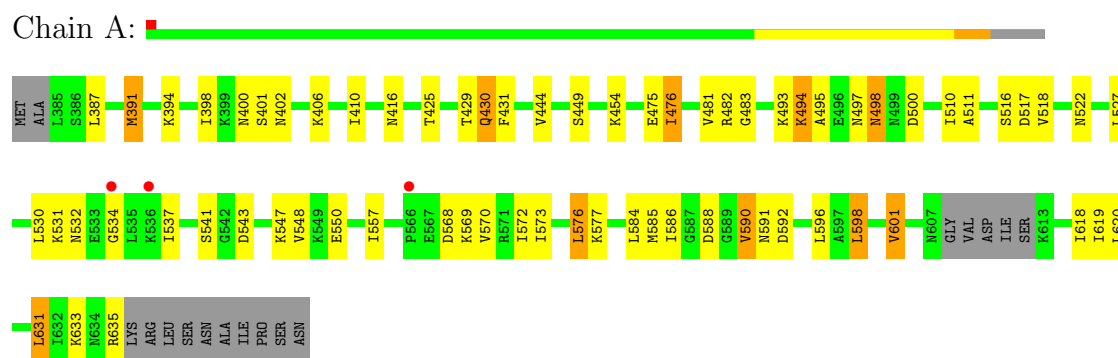 Chain A:
MET ALA L385 S386 L387 M391 K394 I398 K399 N400 S401 N402 K406 I410 N416 T425 T429 Q430 F431 V444 S449 K454 E475 I476 V481 R482 G483 K493 K494 A495 E496 N497 N498 N499 D500 I510 A511 S516 D517 V518 N522 L527
L530 K531 N532 E533 G534 L535 K536 I537 S541 G542 D543 K547 V548 K549 E550 I557 P566 E567 D568 K569 V570 R571 I572 I573 L576 K577 L584 M585 I586 G587 D588 G589 V590 N591 D592 L596 A597 L598 V601 N607 GLY VAL ASP ILE SER K613 I618 I619
L631 I632 K633 N634 R635 LYS ARG LEU SER ASN ALA ILE PRO SER ASN